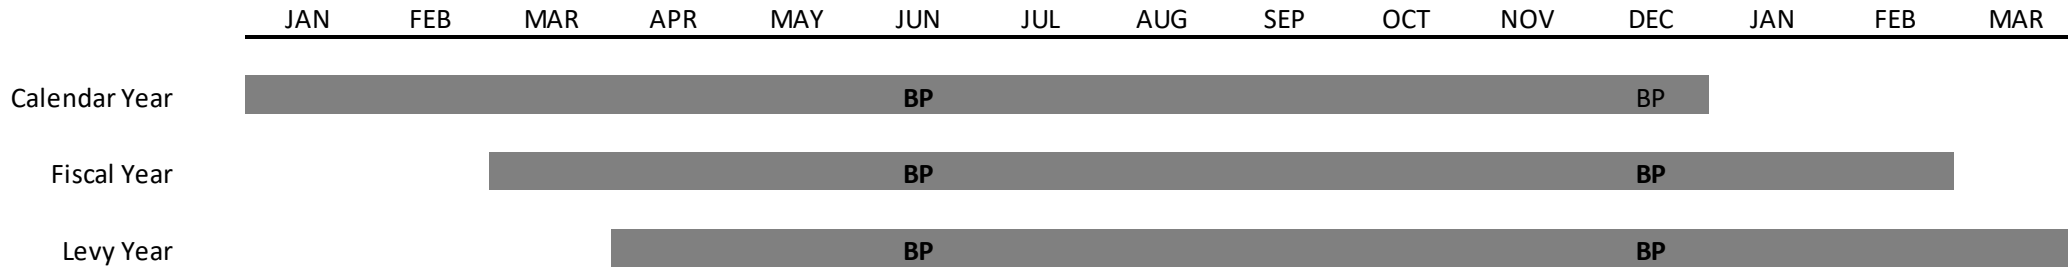 JAN FEB MAR APR MAY JUN JUL AUG SEP OCT NOV DEC JAN FEB MAR
Calendar Year BP BP
Fiscal Year BP BP
Levy Year BP BP